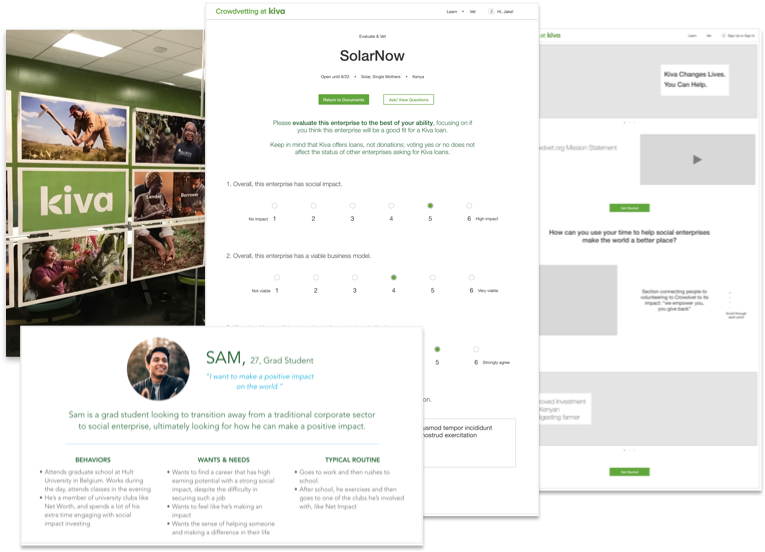 Crowdvetting at kiva
Learn
Vet
Hi, Jake!
Evaluate & Vet
SolarNow
Open until 8/22 • Solar, Single Mothers • Kenya
Return to Documents
Ask/ View Questions
Please evaluate this enterprise to the best of your ability, focusing on if
you think this enterprise will be a good fit for a Kiva loan.
Keep in mind that Kiva offers loans, not donations; voting yes or no does not
affect the status of other enterprises asking for Kiva loans.
1. Overall, this enterprise has social impact.
No impact 1 2 3 4 5 6 High impact
2. Overall, this enterprise has a viable business model.
Not viable 1 2 3 4 5 6 Very viable
5 6 Strongly agree
on.
usmod tempor incididunt
nostrud exercitation
kiva
Lender
Borrower
at kiva
Learn
Vet
Sign Up or Sign In
Kiva Changes Lives.
You Can Help.
dvet.org Mission Statement
Get Started
How can you use your time to help social enterprises
make the world a better place?
Section connecting people to
volunteering to Crowdvet to its
impact: "we empower you,
you give back"
Scroll through
each word
roved Investment
Kenyan
igesting farmer
Get Started
SAM, 27, Grad Student
"I want to make a positive impact
on the world."
Sam is a grad student looking to transition away from a traditional corporate sector
to social enterprise, ultimately looking for how he can make a positive impact.
BEHAVIORS
• Attends graduate school at Hult
University in Belgium. Works during
the day, attends classes in the evening
• He's a member of university clubs like
Net Worth, and spends a lot of his
extra time engaging with social
impact investing
WANTS & NEEDS
• Wants to find a career that has high
earning potential with a strong social
impact, despite the difficulty in
securing such a job
• Wants to feel like he's making an
impact
• Wants the sense of helping someone
and making a difference in their life
TYPICAL ROUTINE
• Goes to work and then rushes to
school.
• After school, he exercises and then
goes to one of the clubs he's involved
with, like Net Impact